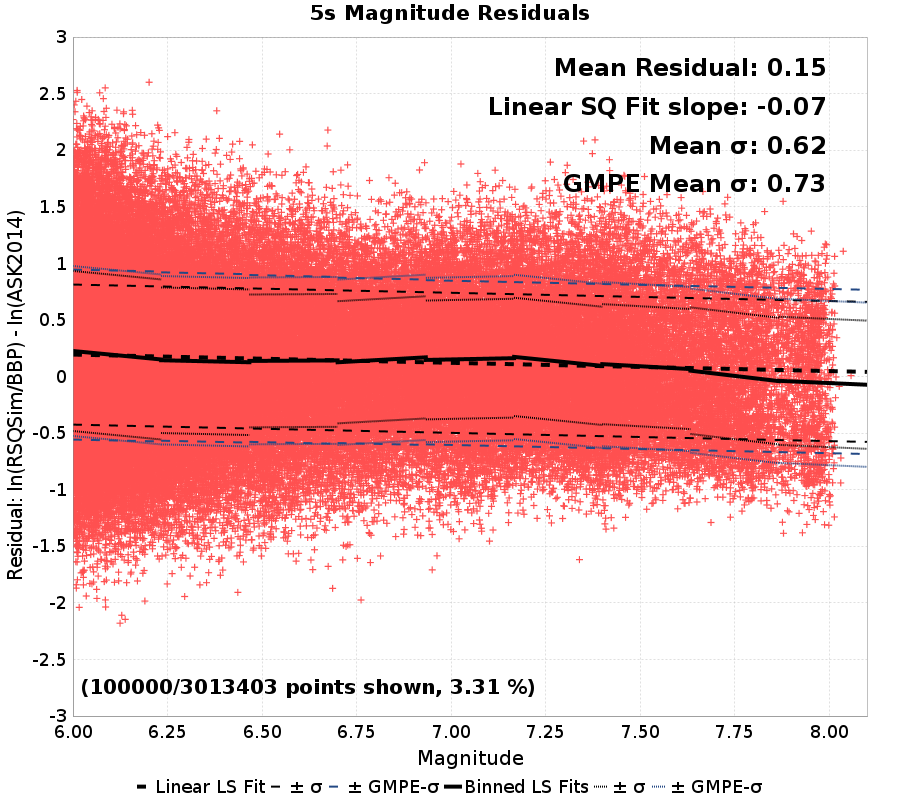 5s Magnitude Residuals
Mean Residual: 0.15
Linear SQ Fit slope: -0.07
Mean σ: 0.62
GMPE Mean σ: 0.73
3
2.5
2
1.5
1
0.5
0
-0.5
-1
-1.5
-2
-2.5
-3
Residual: ln(RSQSim/BBP) - ln(ASK2014)
(100000/3013403 points shown, 3.31 %)
6.00 6.25 6.50 6.75 7.00 7.25 7.50 7.75 8.00
Magnitude
Linear LS Fit ± σ ± GMPE-σ Binned LS Fits ± σ ± GMPE-σ